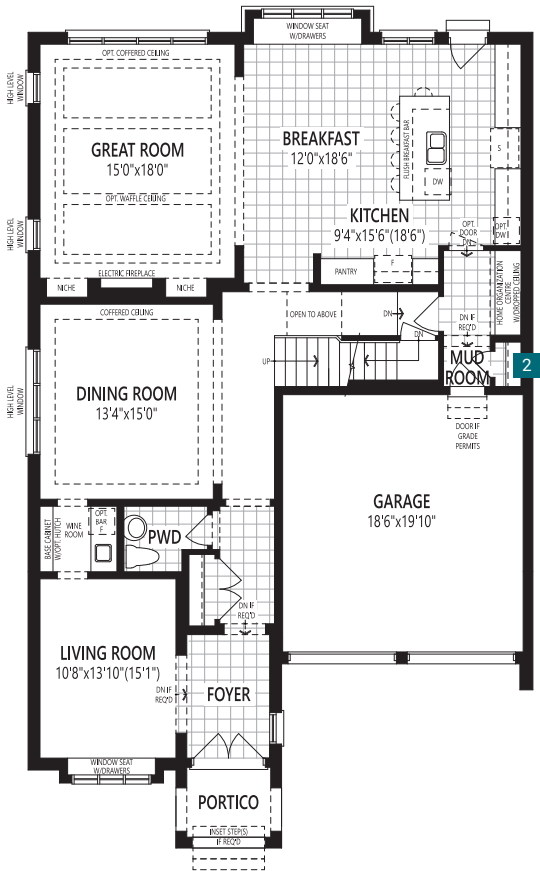 WINDOW SEAT
W/DRAWERS
OPT. COFFERED CEILING
HIGH LEVEL
WINDOW
GREAT ROOM
15'0"x18'0"
OPT. WAFFLE CEILING
HIGH LEVEL
WINDOW
ELECTRIC FIREPLACE
NICHE
NICHE
BREAKFAST
12'0"x18'6"
FLUSH BREAKFAST BAR
DW
S
KITCHEN
9'4"x15'6"(18'6")
OPT.
DOOR
DN
OPT.
DW
PANTRY
F
HOME ORGANIZATION
CENTRE
W/DROPPED CEILING
OPEN TO ABOVE
DN
DN IF
REQ'D
DN
UP
MUD
ROOM
2
DOOR IF
GRADE
PERMITS
COFFERED CEILING
HIGH LEVEL
WINDOW
DINING ROOM
13'4"x15'0"
GARAGE
18'6"x19'10"
BASE CABINET
W/OPT. HUTCH
WINE
ROOM
OPT.
BAR
F
PWD
DN IF
REQ'D
LIVING ROOM
10'8"x13'10"(15'1")
DN IF
REQ'D
FOYER
WINDOW SEAT
W/DRAWERS
PORTICO
INSET STEP(S)
IF REQ'D